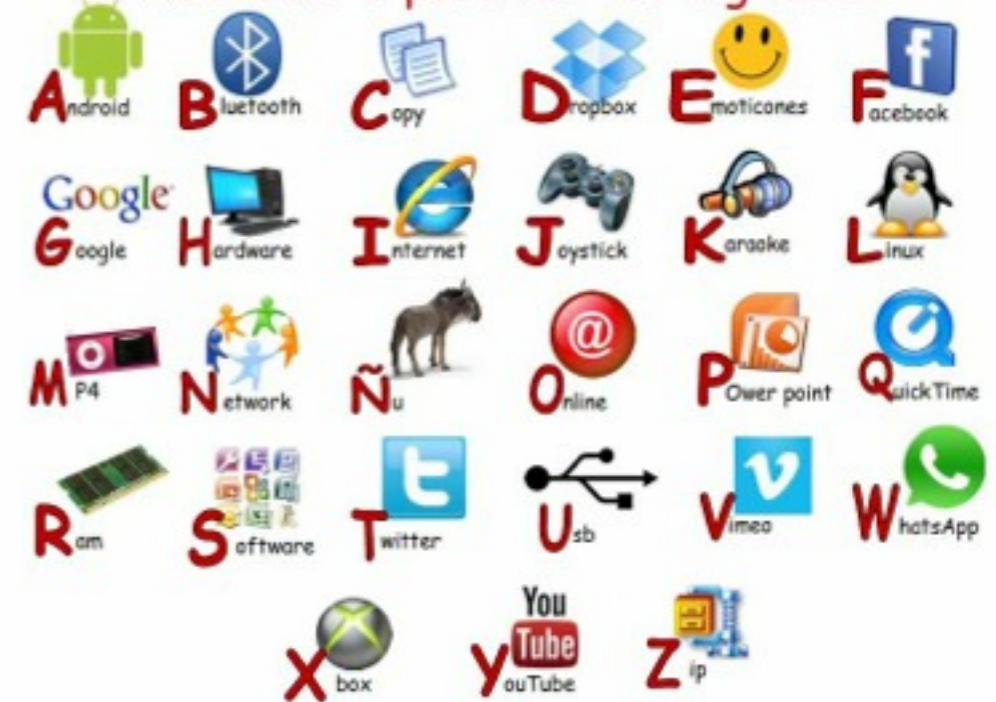 Android Bluetooth Copy Dropbox Emoticones Facebook
Google
Google Hardware Internet Joystick Karaoke Linux
@
MP4 Network Ñu Online POwer point QuickTime
Ram Software Twitter Usb Vimeo WhatsApp
You
Tube
Xbox YouTube Zip